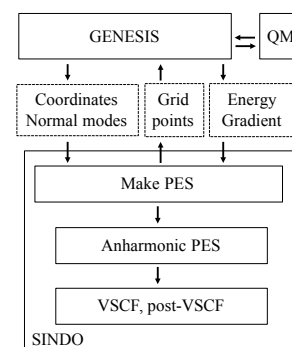 GENESIS
QM
Coordinates
Normal modes
Grid
points
Energy
Gradient
Make PES
Anharmonic PES
VSCF, post-VSCF
SINDO